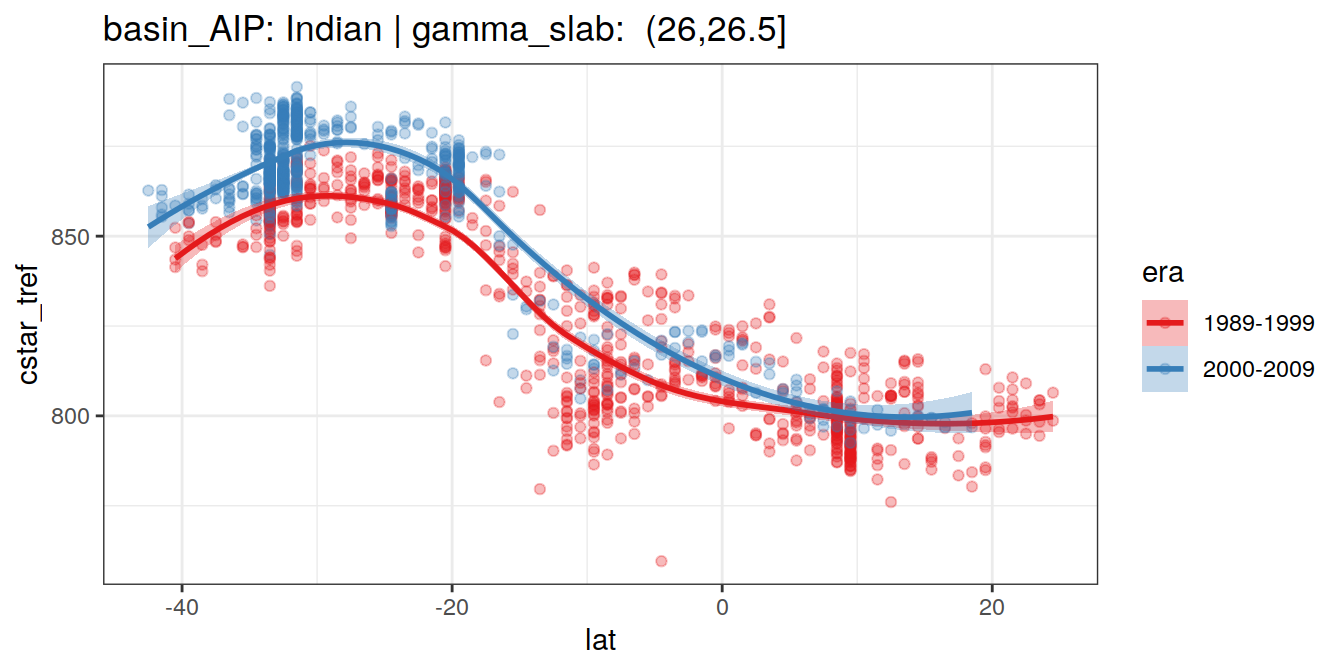 basin_AIP: Indian | gamma_slab:  (26,26.5]
cstar_tref
850
800
-40
-20
0
20
lat
era
1989-1999
2000-2009